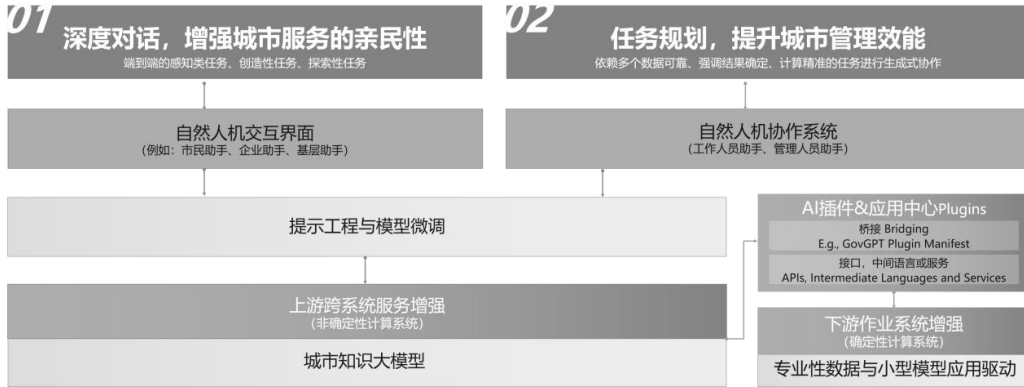 01
深度对话，增强城市服务的亲民性
端到端的感知类任务、创造性任务、探索性任务
自然人机交互界面
（例如：市民助手、企业助手、基层助手）
02
任务规划，提升城市管理效能
依赖多个数据可靠、强调结果确定、计算精准的任务进行生成式协作
自然人机协作系统
（工作人员助手、管理人员助手）
提示工程与模型微调
上游跨系统服务增强
（非确定性计算系统）
城市知识大模型
AI插件&应用中心Plugins
桥接 Bridging
E.g., GovGPT Plugin Manifest
接口，中间语言或服务
APIs, Intermediate Languages and Services
下游作业系统增强
（确定性计算系统）
专业性数据与小型模型应用驱动